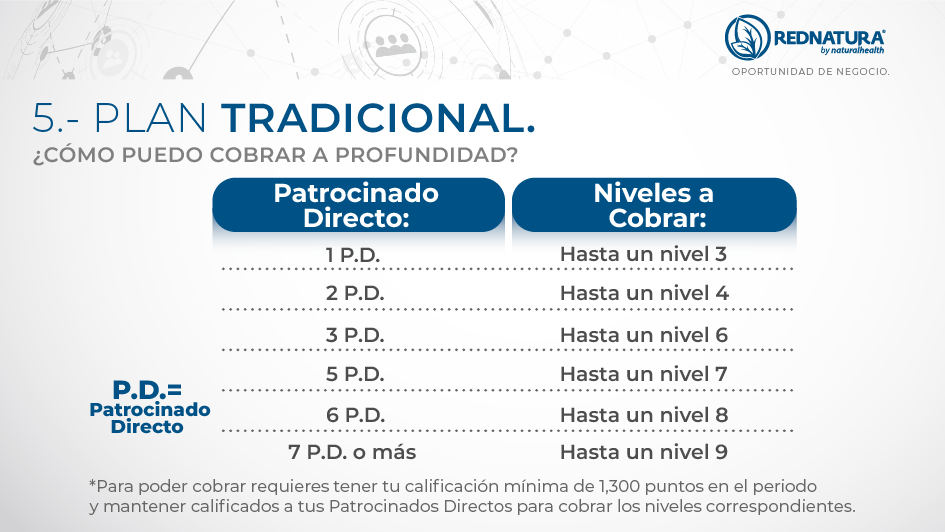 REDNATURA®
by naturalhealth
OPORTUNIDAD DE NEGOCIO.
5.- PLAN TRADICIONAL.
¿CÓMO PUEDO COBRAR A PROFUNDIDAD?
Patrocinado
Directo:
Niveles a
Cobrar:
1 P.D. Hasta un nivel 3
2 P.D. Hasta un nivel 4
3 P.D. Hasta un nivel 6
5 P.D. Hasta un nivel 7
6 P.D. Hasta un nivel 8
7 P.D. o más Hasta un nivel 9
P.D.=
Patrocinado
Directo
*Para poder cobrar requieres tener tu calificación mínima de 1,300 puntos en el periodo
y mantener calificados a tus Patrocinados Directos para cobrar los niveles correspondientes.